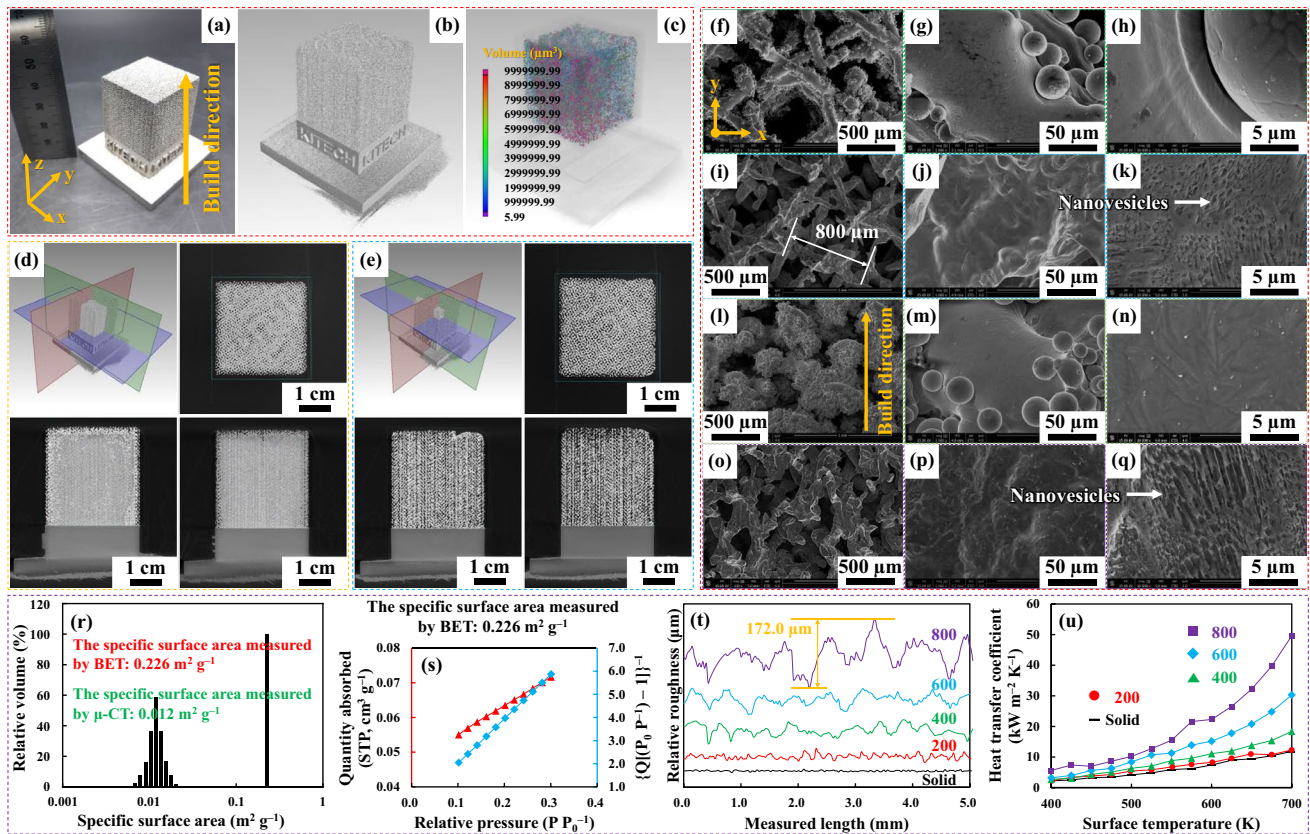 (a)
Build direction
z
y
x
(b)
KITECH
KITECH
(c)
Volume (µm³)
9999999.99
8999999.99
7999999.99
6999999.99
5999999.99
4999999.99
3999999.99
2999999.99
1999999.99
999999.99
5.99
(d)
1 cm
1 cm
1 cm
(e)
1 cm
1 cm
1 cm
(f)
y
x
500 µm
(g)
50 µm
(h)
5 µm
(i)
800 µm
500 µm
(j)
50 µm
(k)
Nanovesicles
5 µm
(l)
Build direction
500 µm
(m)
50 µm
(n)
5 µm
(o)
500 µm
(p)
50 µm
(q)
Nanovesicles
5 µm
(r)
Relative volume (%)
120
100
80
60
40
20
0
The specific surface area measured
by BET: 0.226 m² g⁻¹
The specific surface area measured
by µ-CT: 0.012 m² g⁻¹
0.001
0.01
0.1
1
Specific surface area (m² g⁻¹)
The specific surface area measured
by BET: 0.226 m² g⁻¹
(s)
Quantity absorbed
(STP, cm³ g⁻¹)
0.08
0.07
0.06
0.05
0.04
7.0
6.0
5.0
4.0
3.0
2.0
1.0
{Q[(P₀ P⁻¹) − 1]}⁻¹
0
0.1
0.2
0.3
0.4
Relative pressure (P P₀⁻¹)
(t)
Relative roughness (µm)
172.0 µm
800
600
400
200
Solid
0.0
1.0
2.0
3.0
4.0
5.0
Measured length (mm)
(u)
Heat transfer coefficient
(kW m⁻² K⁻¹)
60
50
40
30
20
10
0
800
600
400
200
Solid
400
500
600
700
Surface temperature (K)